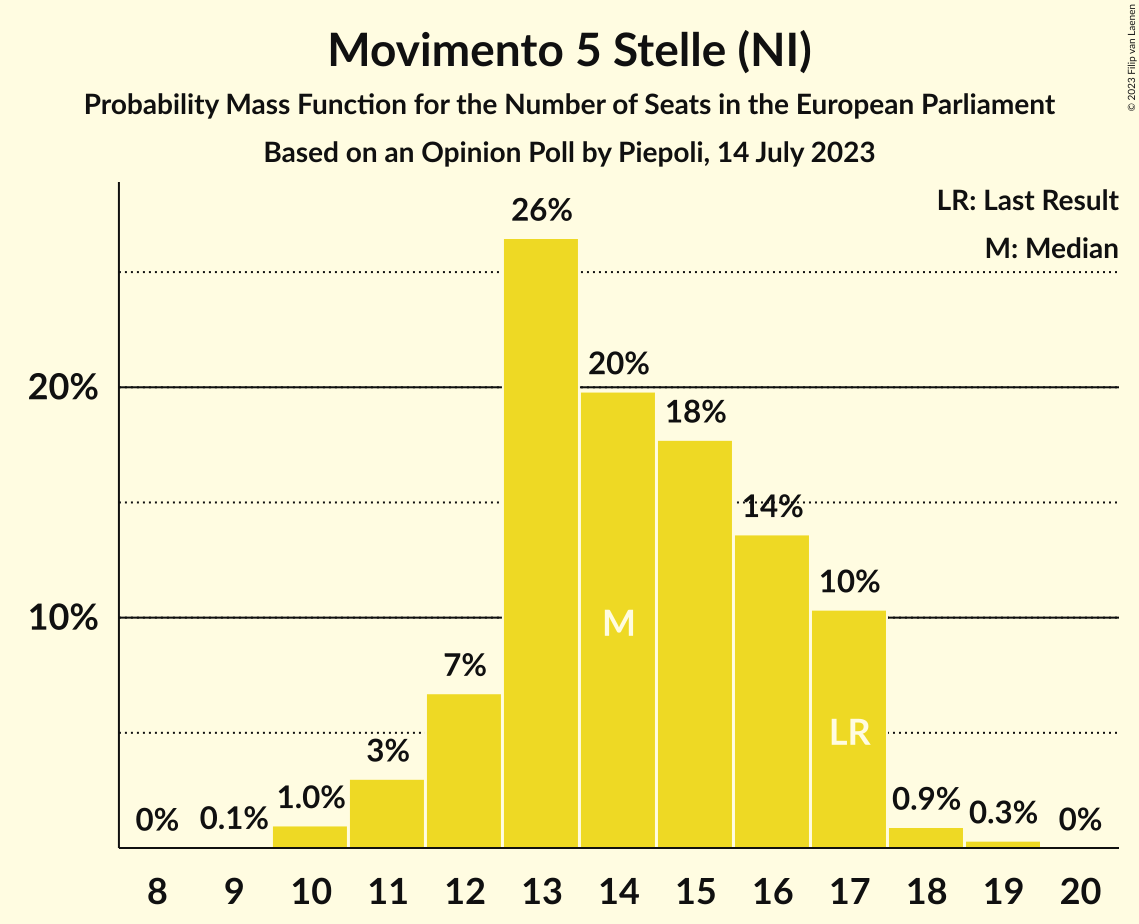 Movimento 5 Stelle (NI)
Probability Mass Function for the Number of Seats in the European Parliament
Based on an Opinion Poll by Piepoli, 14 July 2023
© 2023 Filip van Laenen
LR: Last Result
M: Median
26%
20%
20%
18%
14%
10%
10%
M
7%
LR
3%
1.0%
0.9%
0.3%
0.1%
0%
0%
8 9 10 11 12 13 14 15 16 17 18 19 20